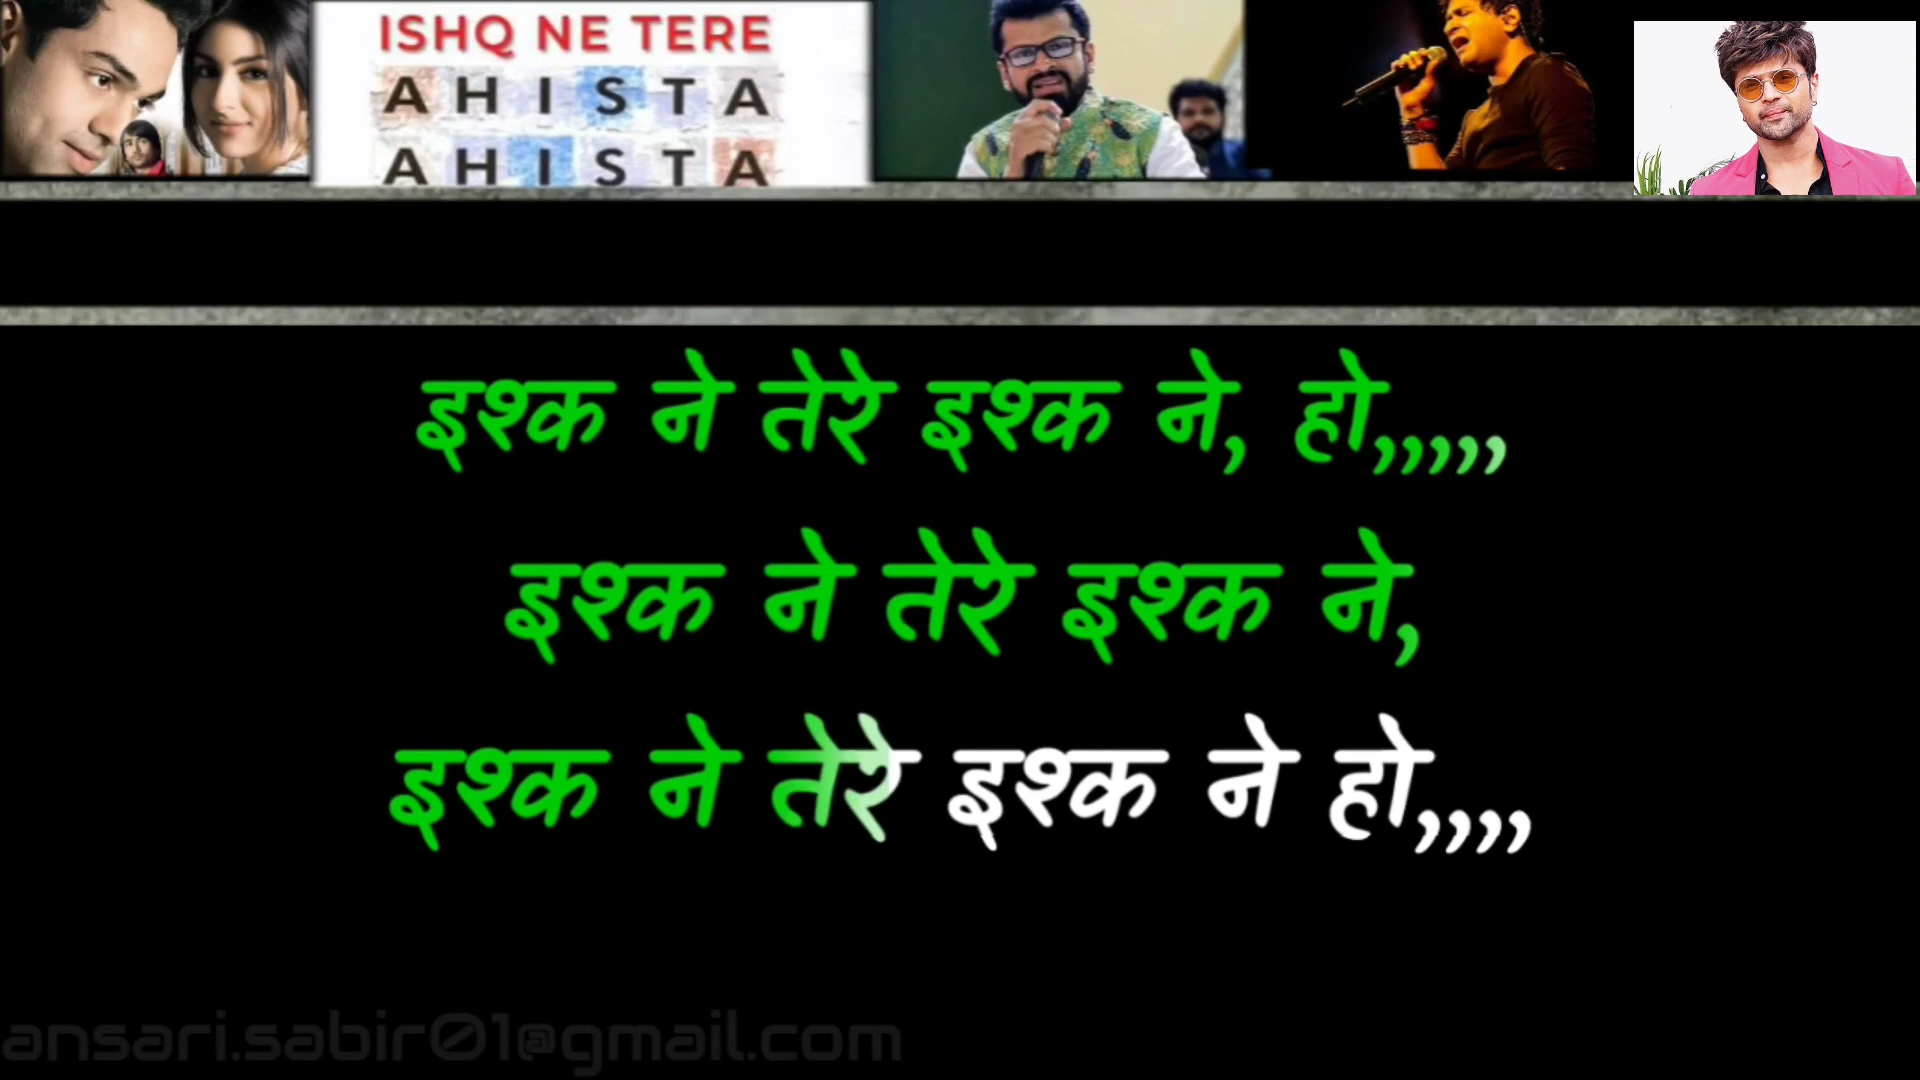 ISHQ NE TERE
AHISTA
AHISTA
इश्क ने तेरे इश्क ने, हो,,,,,
इश्क ने तेरे इश्क ने,
इश्क ने तेरे इश्क ने हो,,,,
ansari.sabir01@gmail.com